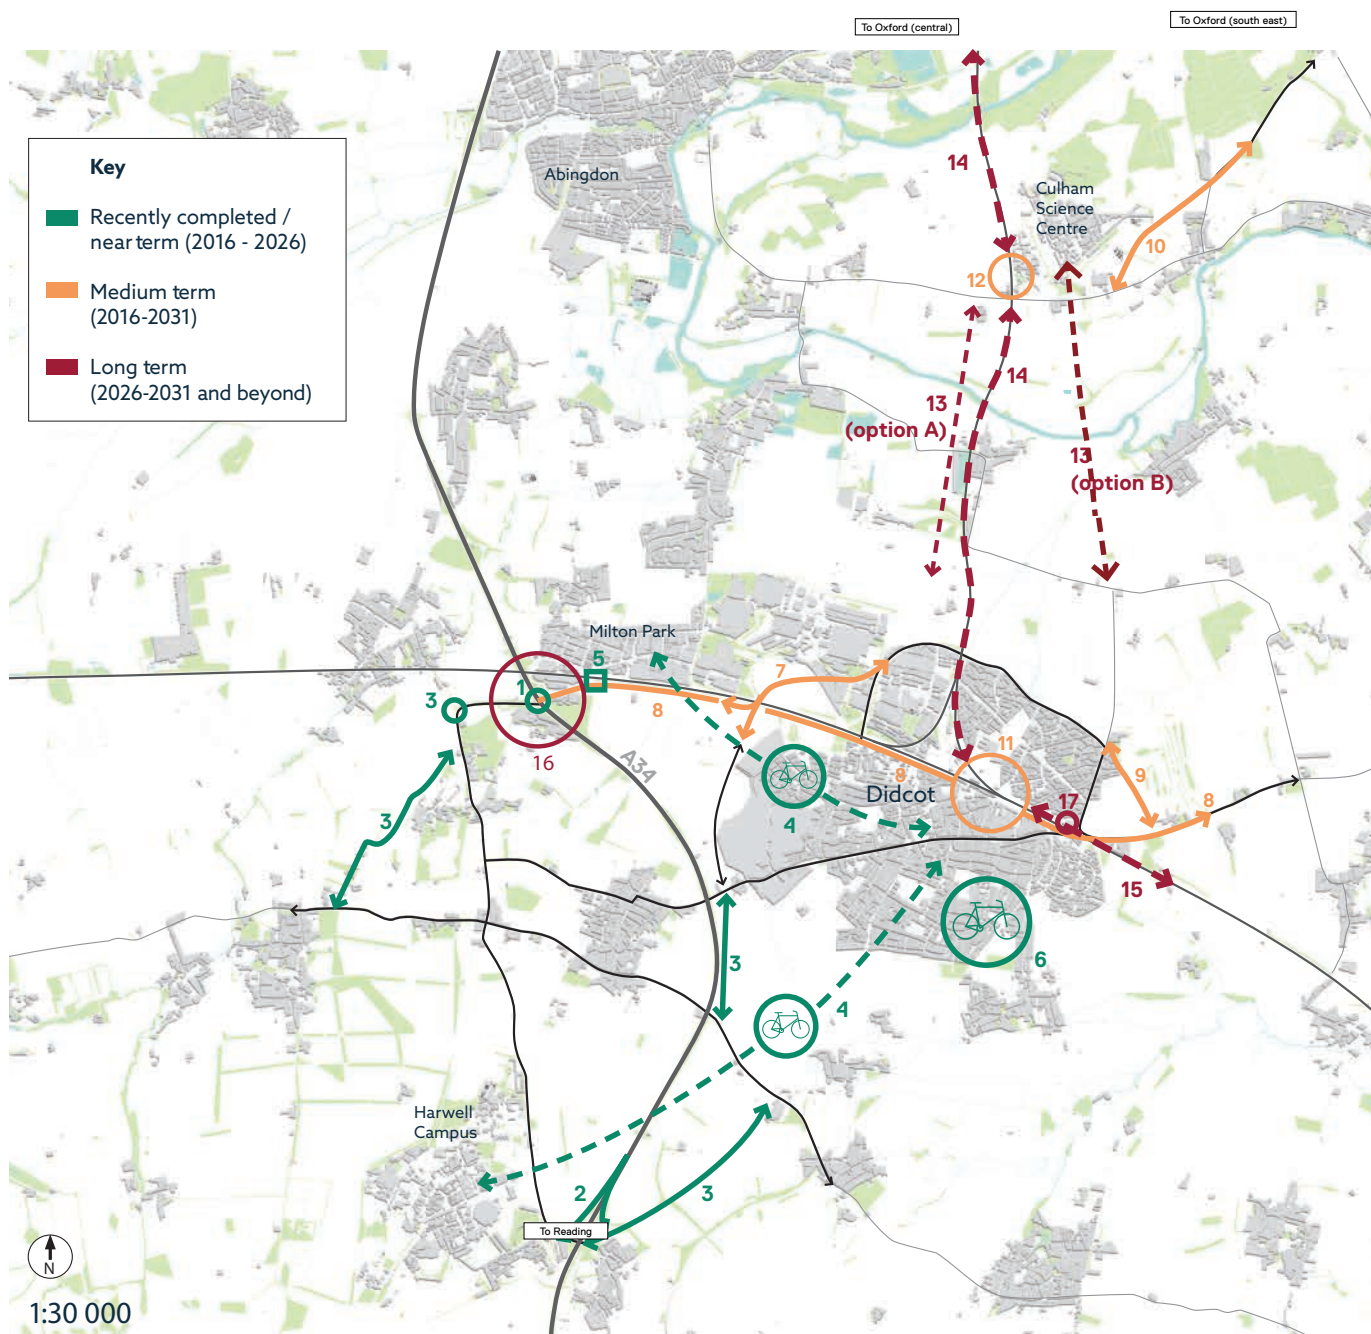 To Oxford (central)
To Oxford (south east)
Key
Recently completed /
near term (2016 - 2026)
Medium term
(2016-2031)
Long term
(2026-2031 and beyond)
Abingdon
14
Culham
Science
Centre
10
12
14
13
(option A)
13
(option B)
Milton Park
5
7
1
3
8
16
A34
11
8
Didcot
9
8
17
4
3
15
3
6
4
Harwell
Campus
2
3
To Reading
N
1:30 000